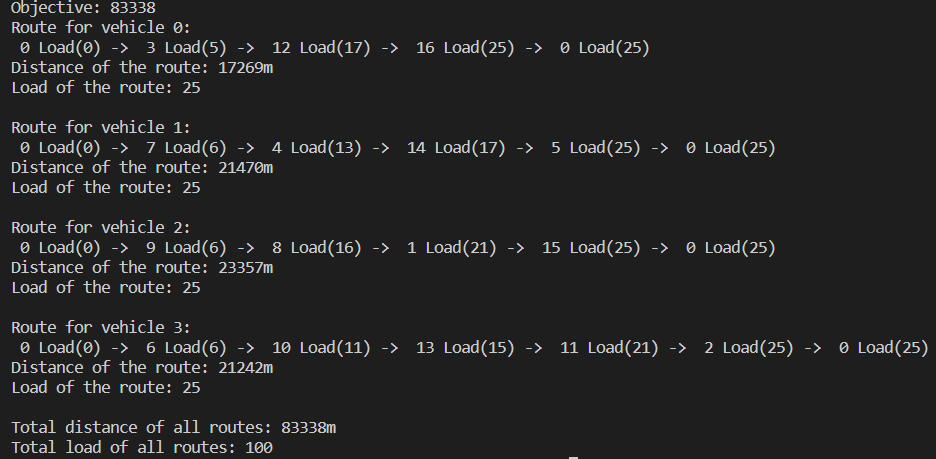 Objective: 83338
Route for vehicle 0:
0 Load(0) -> 3 Load(5) -> 12 Load(17) -> 16 Load(25) -> 0 Load(25)
Distance of the route: 17269m
Load of the route: 25
Route for vehicle 1:
0 Load(0) -> 7 Load(6) -> 4 Load(13) -> 14 Load(17) -> 5 Load(25) -> 0 Load(25)
Distance of the route: 21470m
Load of the route: 25
Route for vehicle 2:
0 Load(0) -> 9 Load(6) -> 8 Load(16) -> 1 Load(21) -> 15 Load(25) -> 0 Load(25)
Distance of the route: 23357m
Load of the route: 25
Route for vehicle 3:
0 Load(0) -> 6 Load(6) -> 10 Load(11) -> 13 Load(15) -> 11 Load(21) -> 2 Load(25) -> 0 Load(25)
Distance of the route: 21242m
Load of the route: 25
Total distance of all routes: 83338m
Total load of all routes: 100